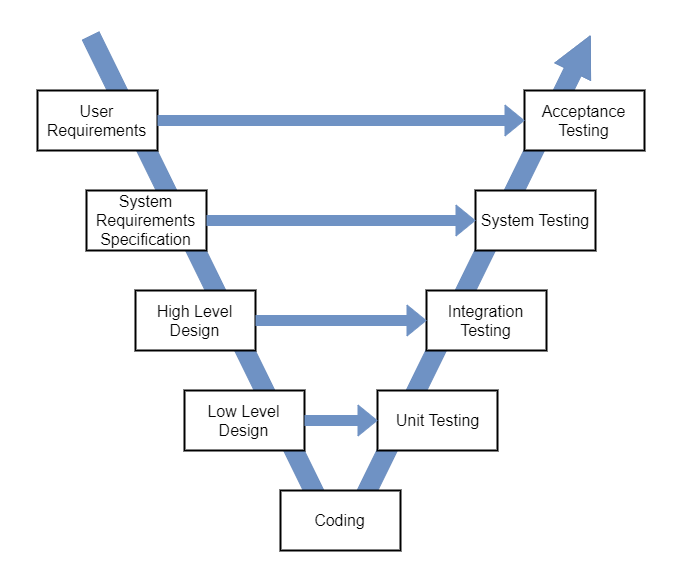 User
Requirements
Acceptance
Testing
System
Requirements
Specification
System Testing
High Level
Design
Integration
Testing
Low Level
Design
Unit Testing
Coding